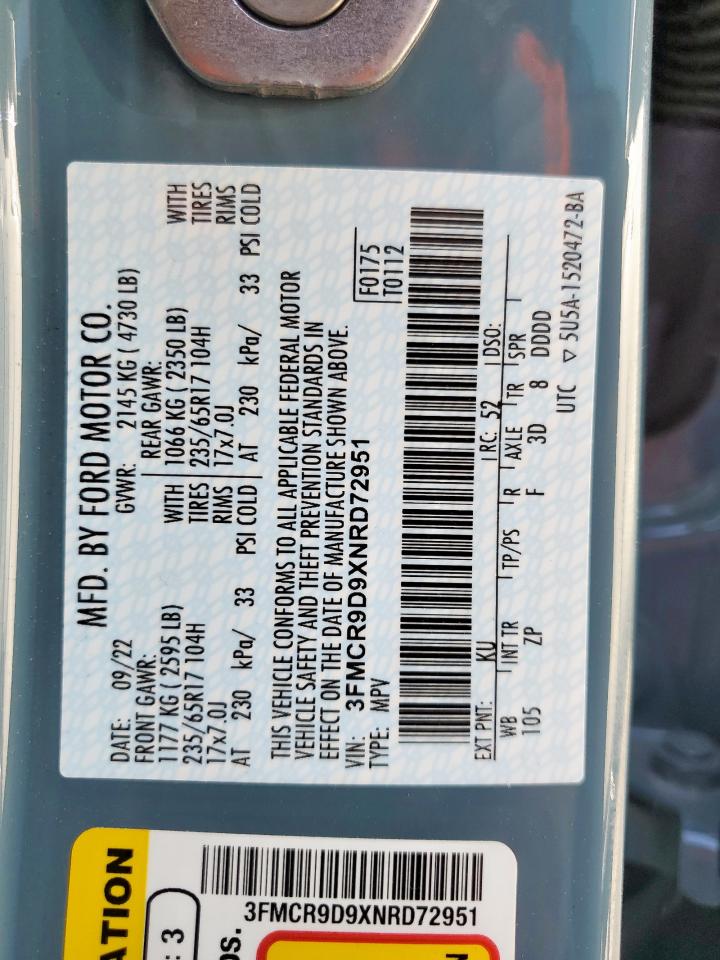 MFD. BY FORD MOTOR CO.
DATE: 09/22 GVWR: 2145 KG ( 4730 LB)
FRONT GAWR: REAR GAWR:
1177 KG ( 2595 LB) WITH 1066 KG ( 2350 LB) WITH
235/65R17 104H TIRES 235/65R17 104H TIRES
17x7.0J RIMS 17x7.0J RIMS
AT 230 kPa/ 33 PSI COLD AT 230 kPa/ 33 PSI COLD
THIS VEHICLE CONFORMS TO ALL APPLICABLE FEDERAL MOTOR
VEHICLE SAFETY AND THEFT PREVENTION STANDARDS IN
EFFECT ON THE DATE OF MANUFACTURE SHOWN ABOVE.
VIN: 3FMCR9D9XNRD72951
TYPE: MPV
F0175
T0112
EXT PNT: KU RC: 52 DSO:
WB INT TR TP/PS R AXLE TR SPR
105 ZP F 3D 8 DDDD
UTC ▽ 5U5A-1520472-BA
ATION
: 3
3FMCR9D9XNRD72951
os.